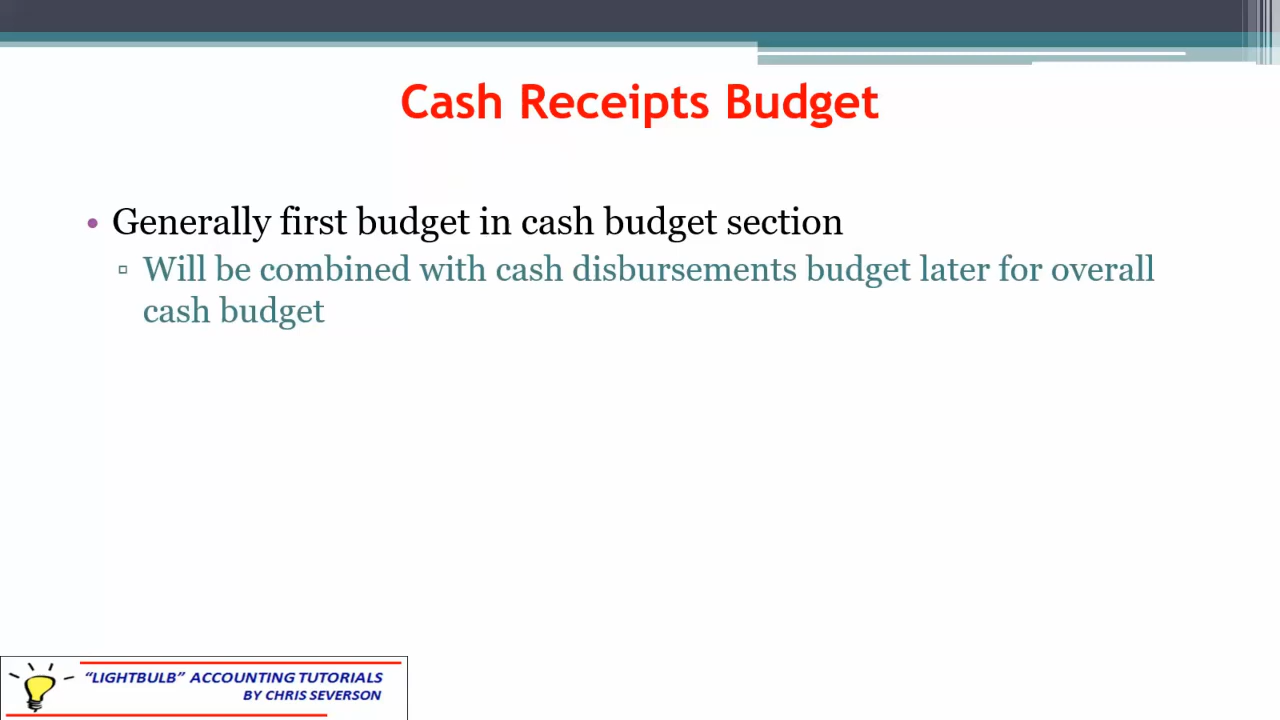 Cash Receipts Budget
• Generally first budget in cash budget section
▫ Will be combined with cash disbursements budget later for overall
cash budget
“LIGHTBULB” ACCOUNTING TUTORIALS
BY CHRIS SEVERSON